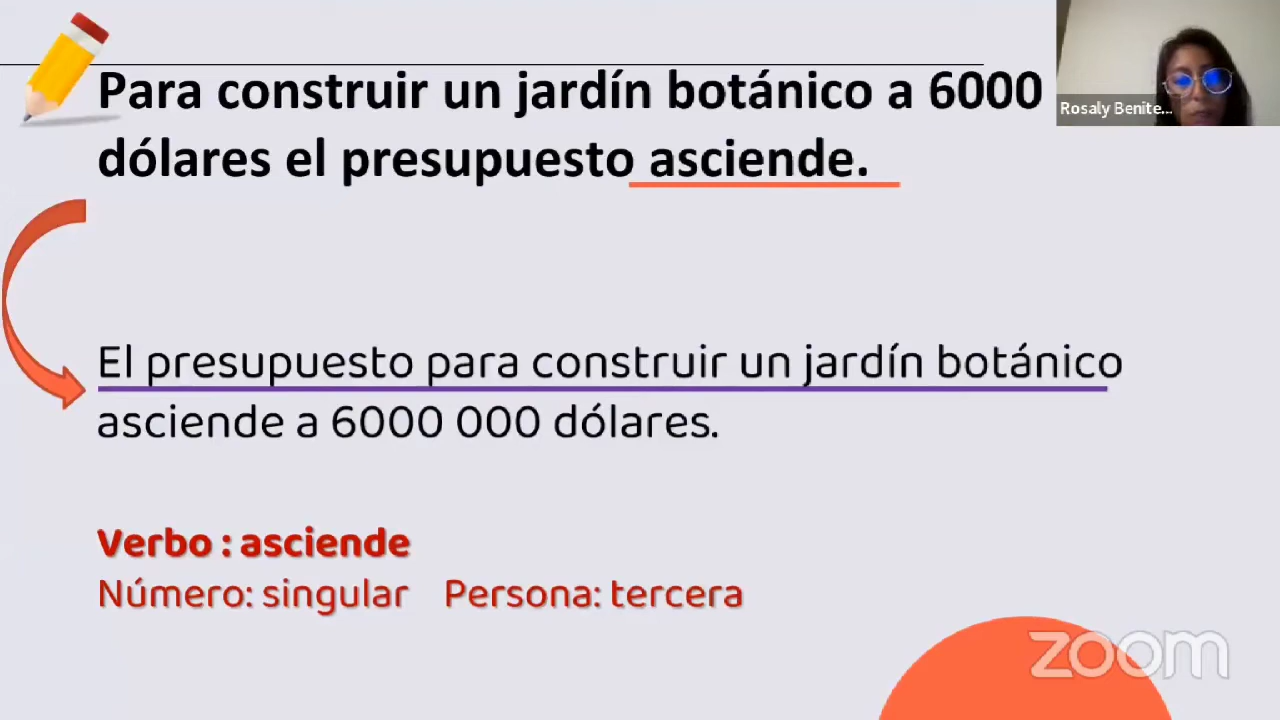 Para construir un jardín botánico a 6000
dólares el presupuesto asciende.
Rosaly Benite...
El presupuesto para construir un jardín botánico
asciende a 6000 000 dólares.
Verbo : asciende
Número: singular Persona: tercera
zoom